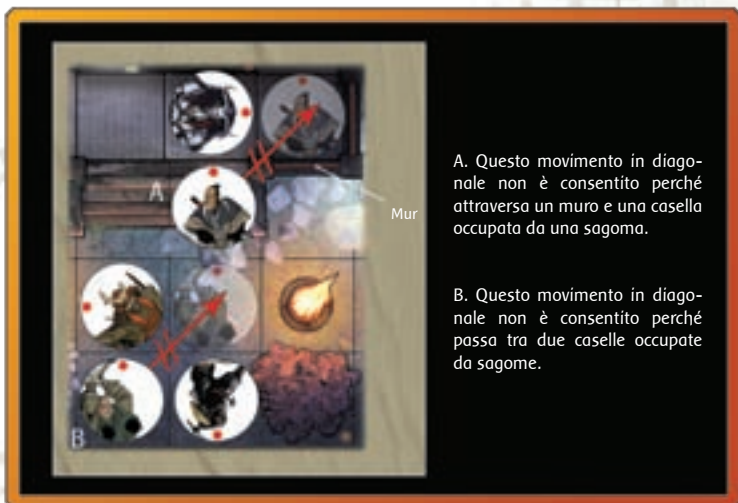 A
Mur
B
A. Questo movimento in diago-
nale non è consentito perché
attraversa un muro e una casella
occupata da una sagoma.
B. Questo movimento in diago-
nale non è consentito perché
passa tra due caselle occupate
da sagome.